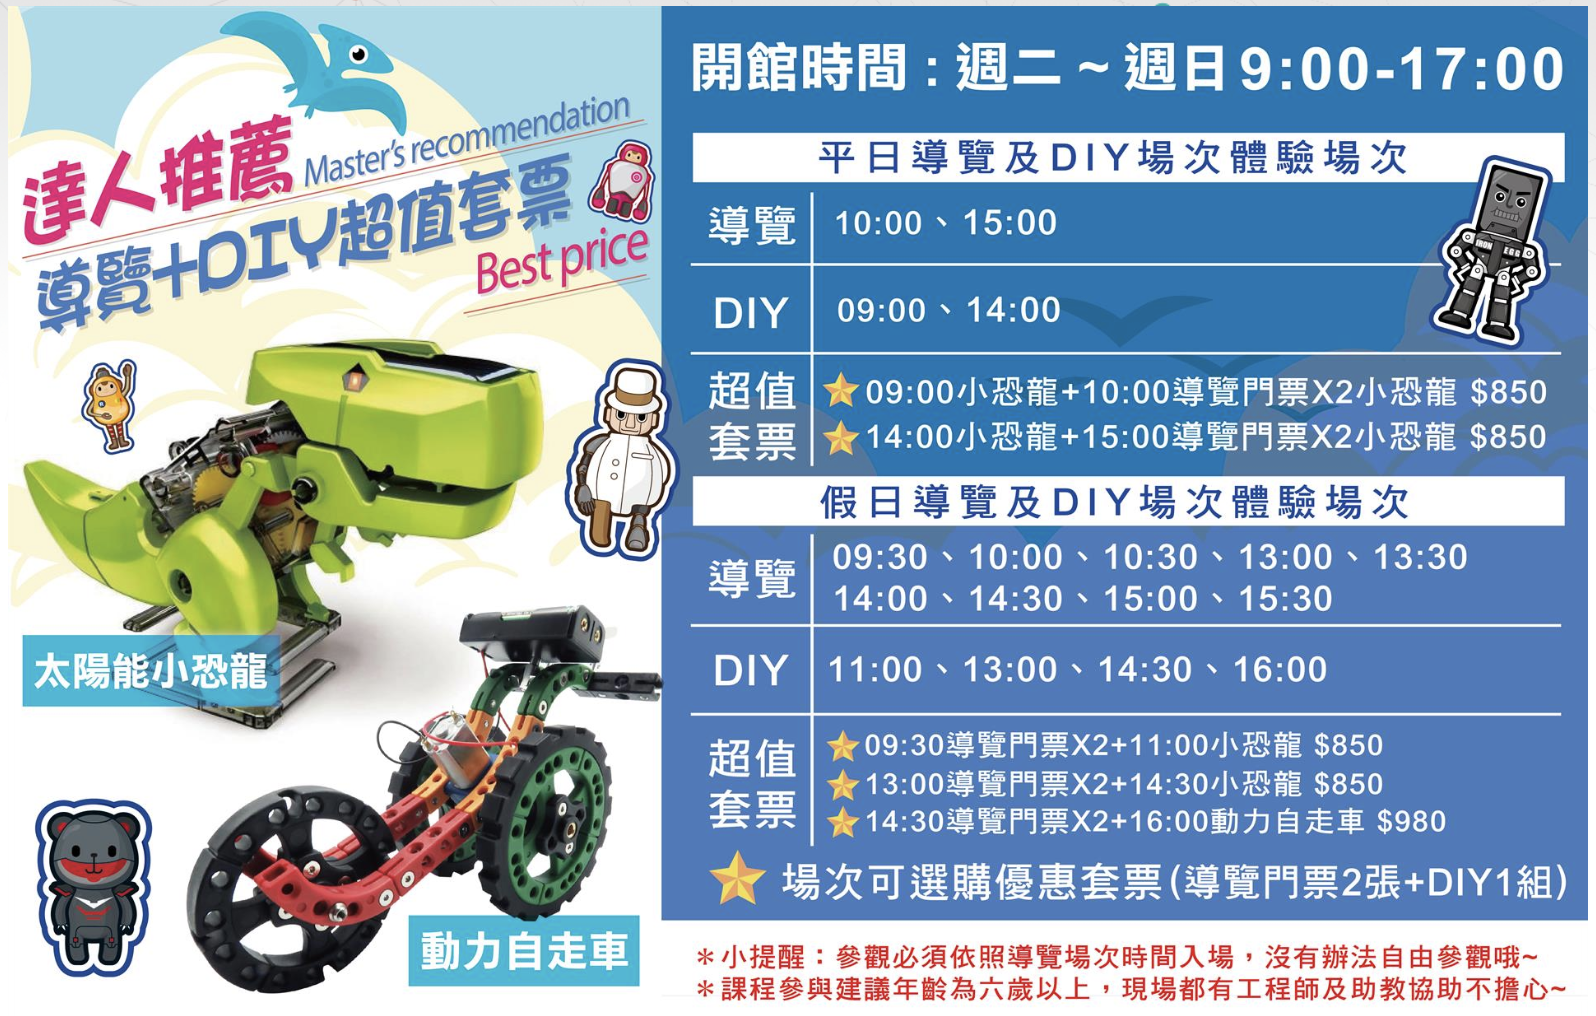 達人推薦 Master's recommendation
導覽+DIY超值套票
Best price
太陽能小恐龍
動力自走車
開館時間：週二~週日9:00-17:00
平日導覽及DIY場次體驗場次
導覽 10:00、15:00
DIY 09:00、14:00
超值套票
09:00小恐龍+10:00導覽門票X2小恐龍 $850
14:00小恐龍+15:00導覽門票X2小恐龍 $850
IRON EGG
假日導覽及DIY場次體驗場次
導覽
09:30、10:00、10:30、13:00、13:30
14:00、14:30、15:00、15:30
DIY 11:00、13:00、14:30、16:00
超值套票
09:30導覽門票X2+11:00小恐龍 $850
13:00導覽門票X2+14:30小恐龍 $850
14:30導覽門票X2+16:00動力自走車 $980
場次可選購優惠套票(導覽門票2張+DIY1組)
＊小提醒：參觀必須依照導覽場次時間入場，沒有辦法自由參觀哦~
＊課程參與建議年齡為六歲以上，現場都有工程師及助教協助不擔心~